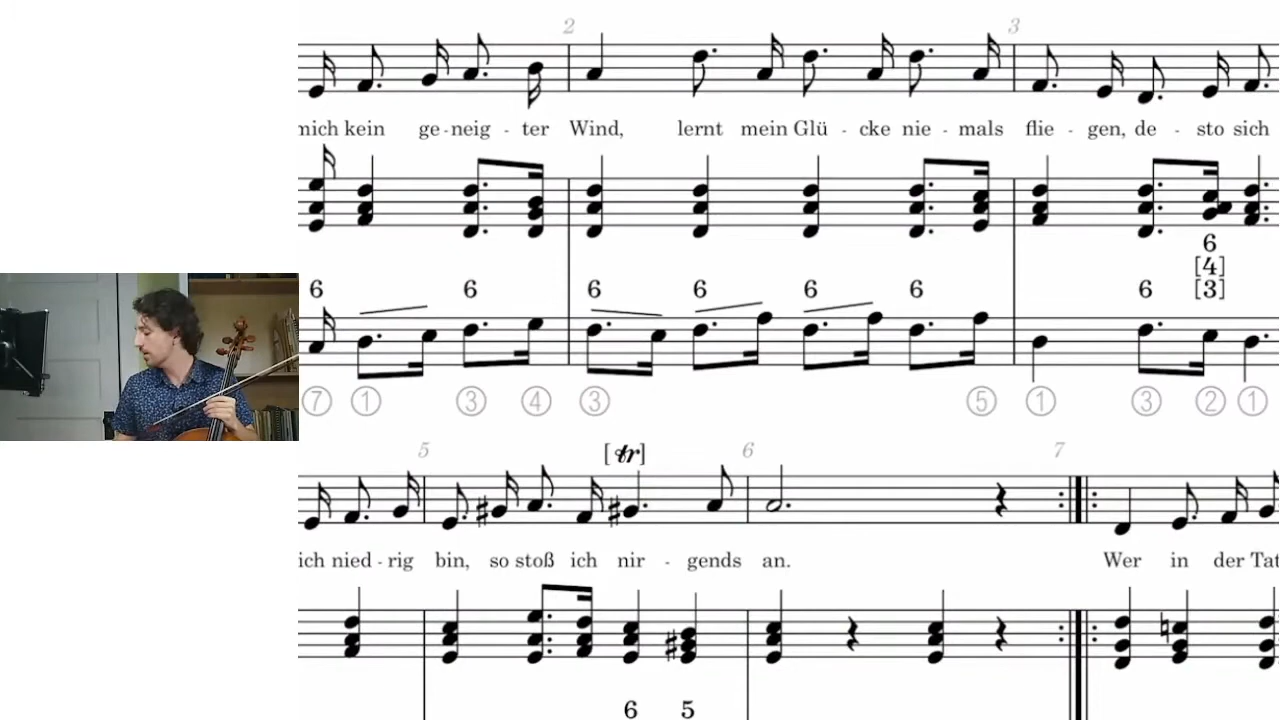 2 3
mich kein ge - neig - ter Wind, lernt mein Glü - cke nie - mals flie - gen, de - sto sich
6
[4]
6 6 6 6 6 6 6 [3]
7 1 3 4 3 5 1 3 2 1
5 [tr] 6 7
ich nied - rig bin, so stoß ich nir - gends an. Wer in der Tat
6 5